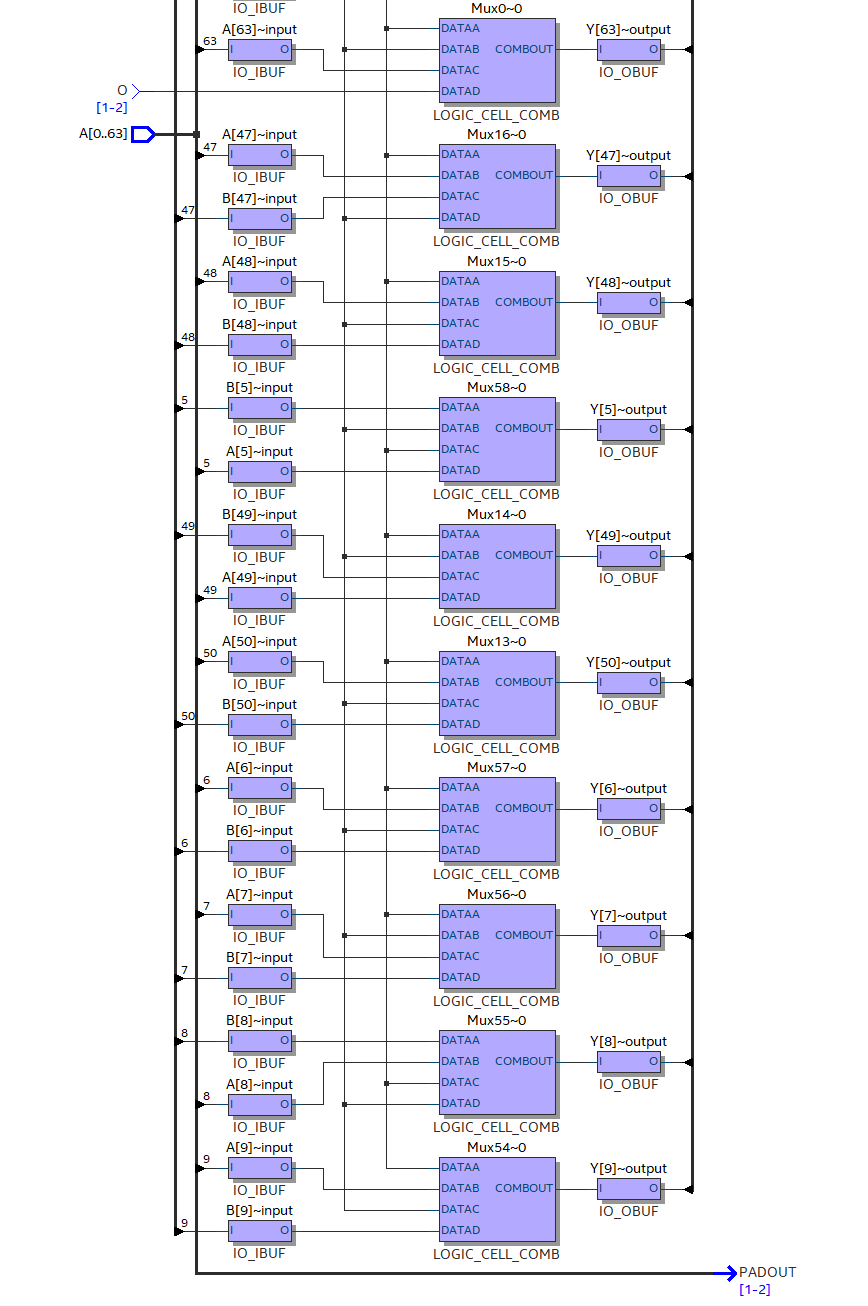 IO_IBUF
Mux0~0
63 A[63]~input DATAA Y[63]~output
I O DATAB COMBOUT I O
IO_IBUF DATAC IO_OBUF
O DATAD
[1-2] LOGIC_CELL_COMB
A[0..63] A[47]~input Mux16~0
47 I O DATAA Y[47]~output
IO_IBUF DATAB COMBOUT I O
B[47]~input DATAC IO_OBUF
47 I O DATAD
IO_IBUF LOGIC_CELL_COMB
A[48]~input Mux15~0
48 I O DATAA Y[48]~output
IO_IBUF DATAB COMBOUT I O
B[48]~input DATAC IO_OBUF
48 I O DATAD
IO_IBUF LOGIC_CELL_COMB
B[5]~input Mux58~0
5 I O DATAA Y[5]~output
IO_IBUF DATAB COMBOUT I O
A[5]~input DATAC IO_OBUF
5 I O DATAD
IO_IBUF LOGIC_CELL_COMB
B[49]~input Mux14~0
49 I O DATAA Y[49]~output
IO_IBUF DATAB COMBOUT I O
A[49]~input DATAC IO_OBUF
49 I O DATAD
IO_IBUF LOGIC_CELL_COMB
A[50]~input Mux13~0
50 I O DATAA Y[50]~output
IO_IBUF DATAB COMBOUT I O
B[50]~input DATAC IO_OBUF
50 I O DATAD
IO_IBUF LOGIC_CELL_COMB
A[6]~input Mux57~0
6 I O DATAA Y[6]~output
IO_IBUF DATAB COMBOUT I O
B[6]~input DATAC IO_OBUF
6 I O DATAD
IO_IBUF LOGIC_CELL_COMB
A[7]~input Mux56~0
7 I O DATAA Y[7]~output
IO_IBUF DATAB COMBOUT I O
B[7]~input DATAC IO_OBUF
7 I O DATAD
IO_IBUF LOGIC_CELL_COMB
B[8]~input Mux55~0
8 I O DATAA Y[8]~output
IO_IBUF DATAB COMBOUT I O
A[8]~input DATAC IO_OBUF
8 I O DATAD
IO_IBUF LOGIC_CELL_COMB
A[9]~input Mux54~0
9 I O DATAA Y[9]~output
IO_IBUF DATAB COMBOUT I O
B[9]~input DATAC IO_OBUF
9 I O DATAD
IO_IBUF LOGIC_CELL_COMB
PADOUT
[1-2]